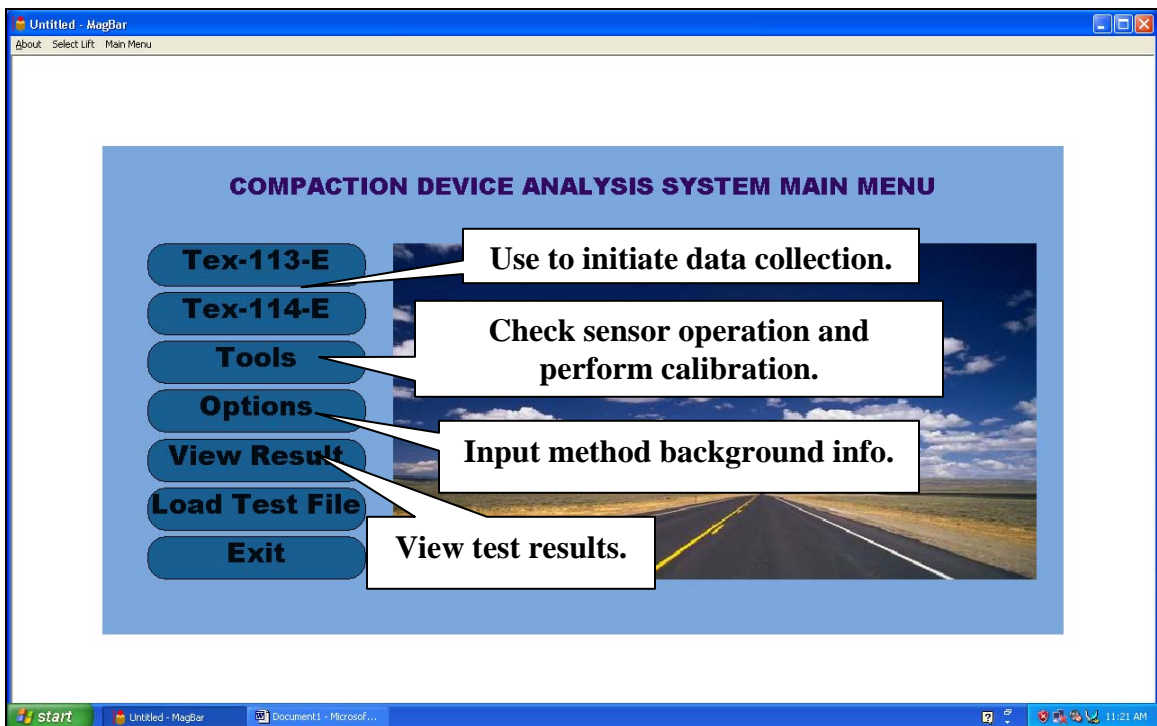 Untitled - MagBar
About Select Lift Main Menu
COMPACTION DEVICE ANALYSIS SYSTEM MAIN MENU
Tex-113-E
Use to initiate data collection.
Tex-114-E
Check sensor operation and
perform calibration.
Tools
Options
Input method background info.
View Result
Load Test File
View test results.
Exit
start
Untitled - MagBar
Document1 - Microsof...
11:21 AM